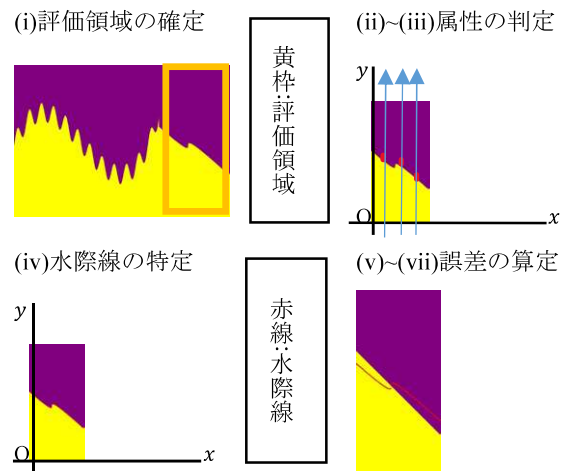 (i)評価領域の確定
黄枠:評価領域
(ii)~(iii)属性の判定
y
O
x
(iv)水際線の特定
y
O
x
赤線:水際線
(v)~(vii)誤差の算定